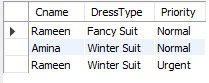 Cname DressType Priority
Rameen Fancy Suit Normal
Amina Winter Suit Normal
Rameen Winter Suit Urgent